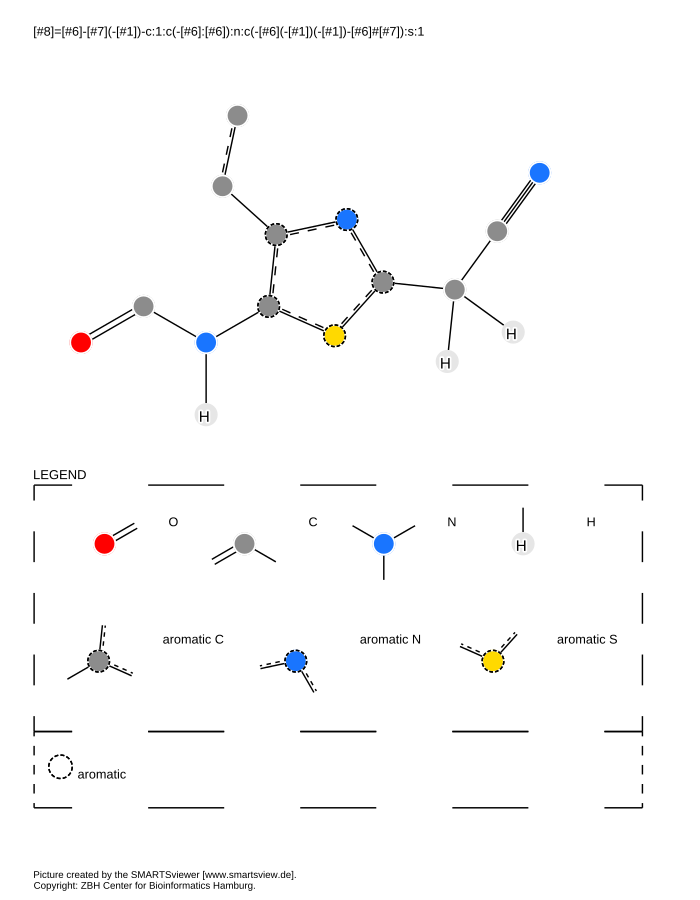 [#8]=[#6]-[#7](-[#1])-c:1:c(-[#6]:[#6]):n:c(-[#6](-[#1])(-[#1])-[#6]#[#7]):s:1
H
H
H
LEGEND
O C N H H
aromatic C aromatic N aromatic S
aromatic
Picture created by the SMARTSviewer [www.smartsview.de].
Copyright: ZBH Center for Bioinformatics Hamburg.